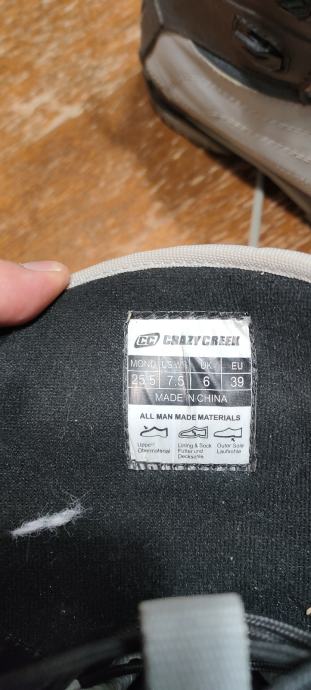 CC CRAZY CREEK
MOND US W UK EU
25.5 7.5 6 39
MADE IN CHINA
ALL MAN MADE MATERIALS
Upper Lining & Sock Outer Sole
Obermaterial Futter und Laufsohle
Decksohle